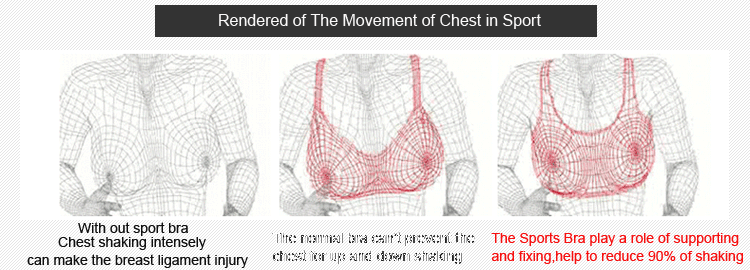 Rendered of The Movement of Chest in Sport
With out sport bra
Chest shaking intensely
can make the breast ligament injury
The normal bra can't prevent the
chest for up and down shaking
The Sports Bra play a role of supporting
and fixing,help to reduce 90% of shaking